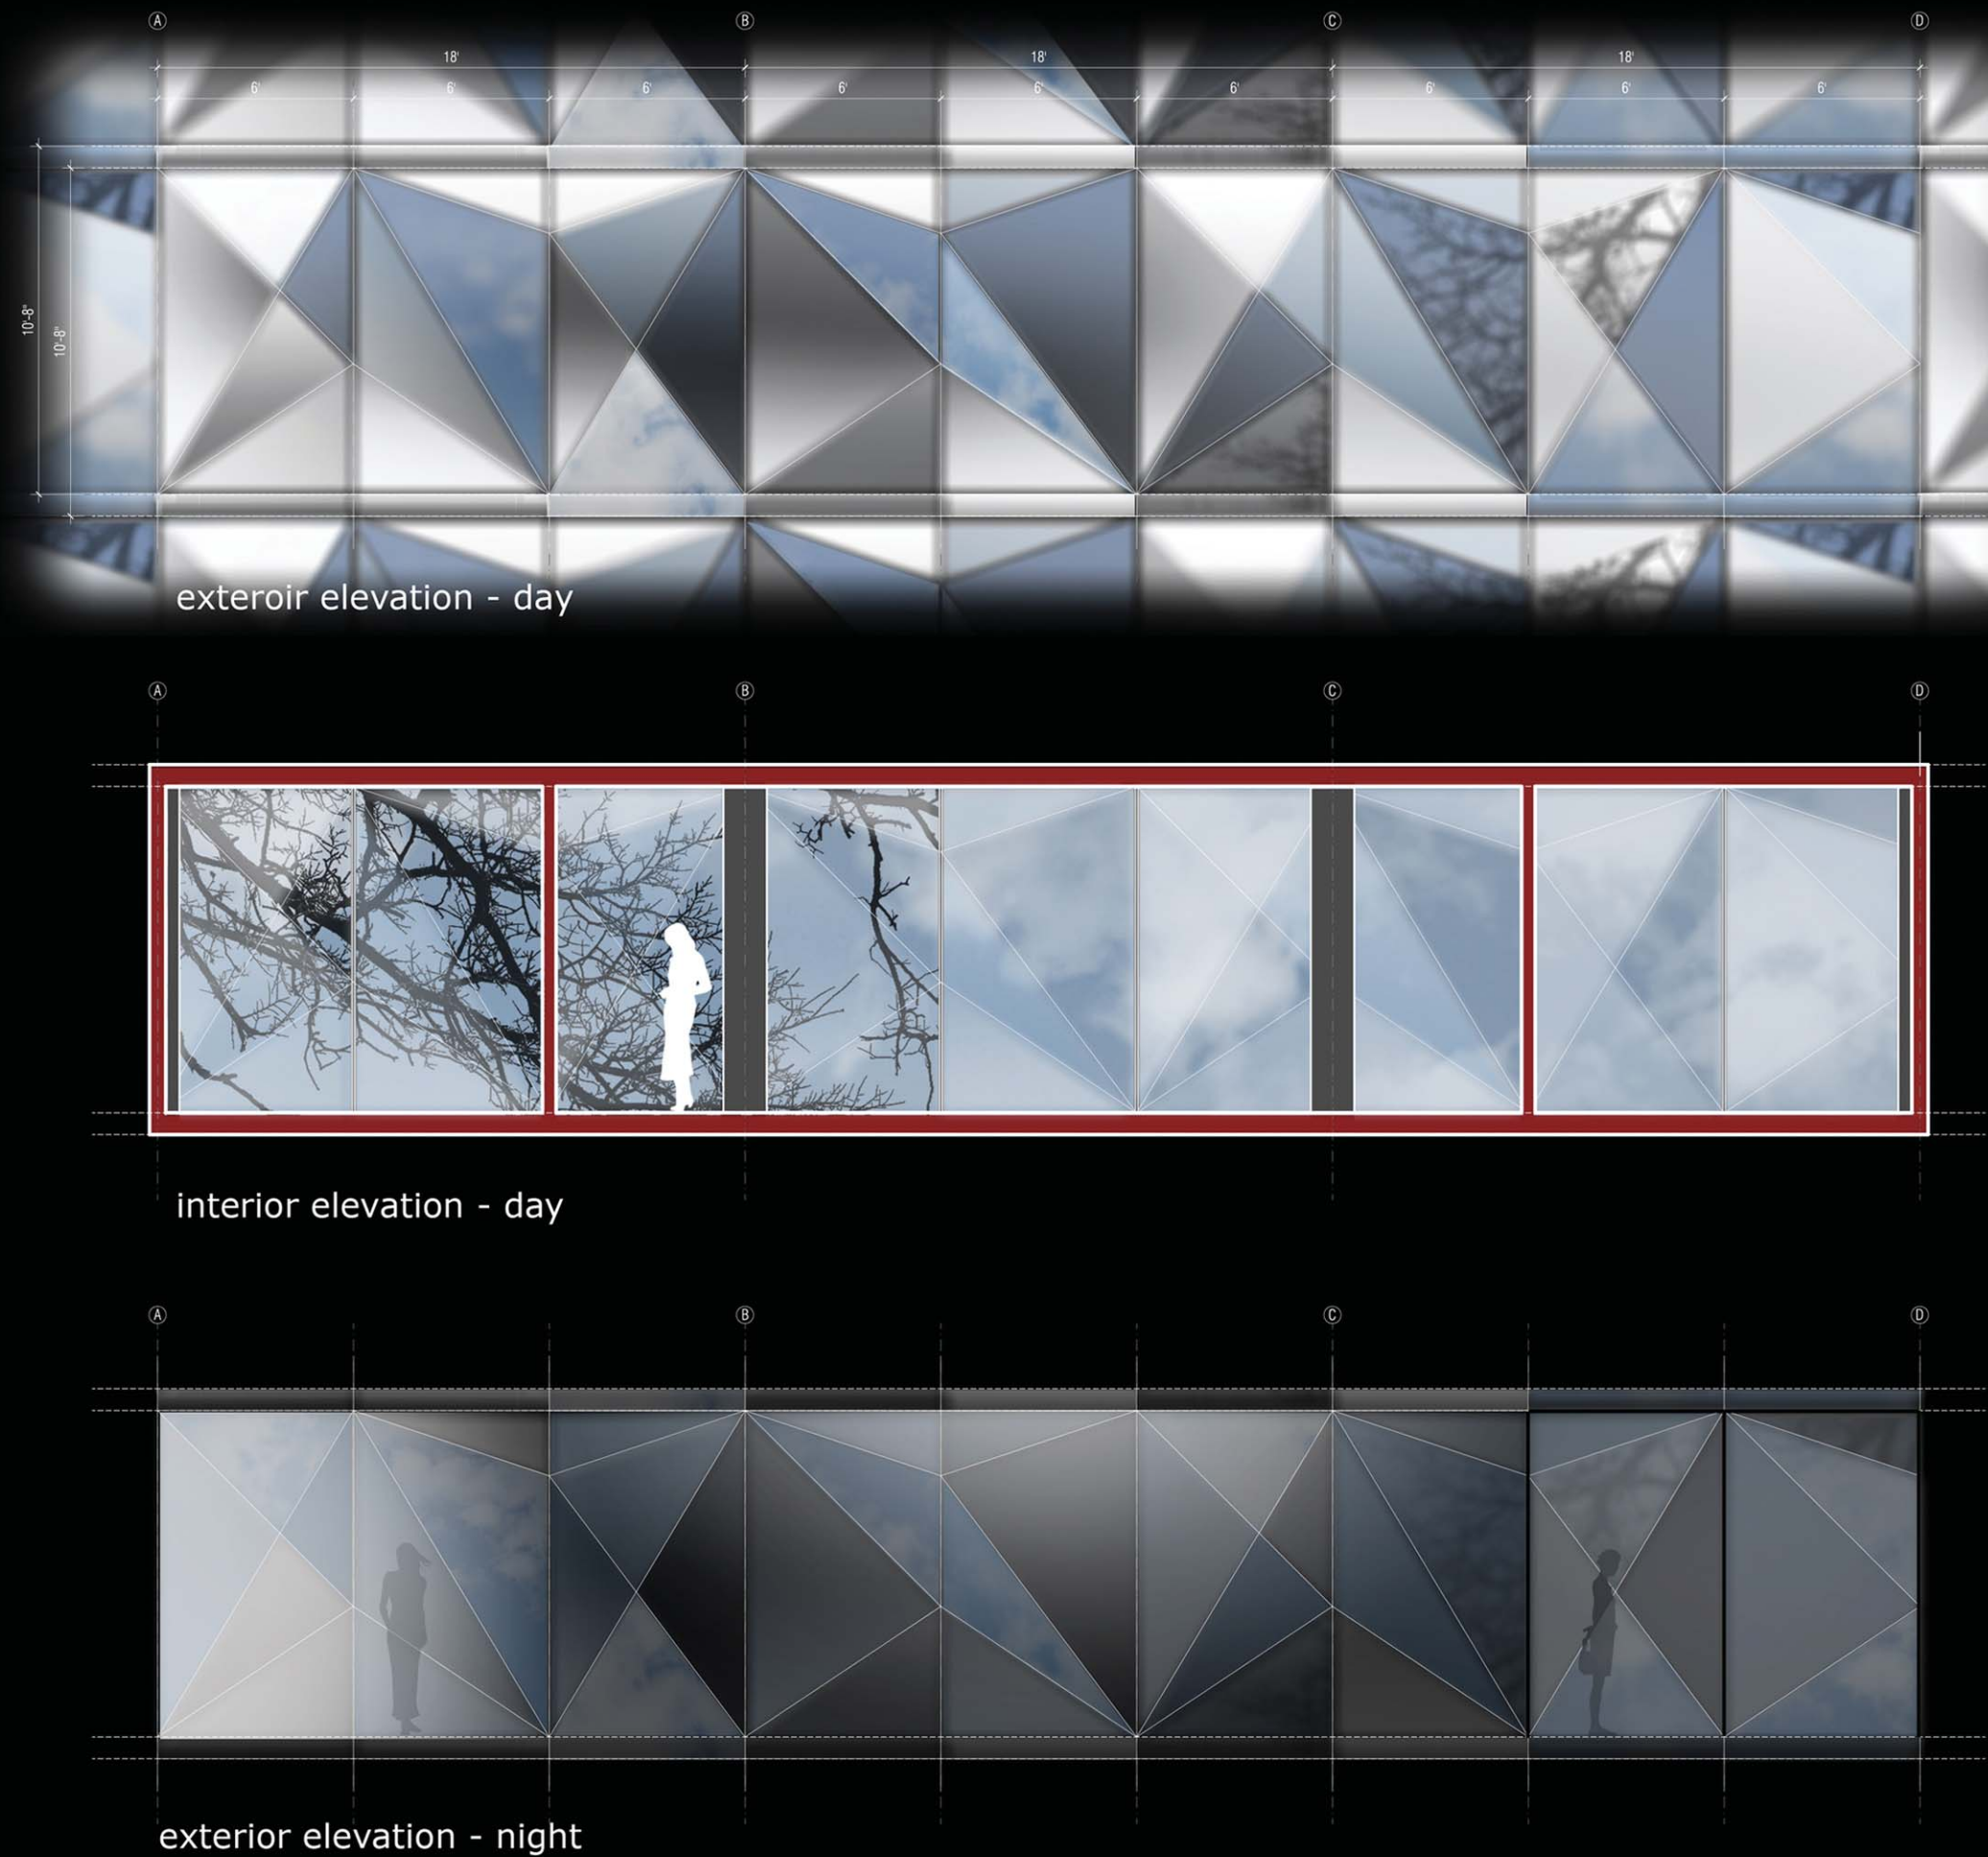 A B C D
18' 18' 18'
6' 6' 6' 6' 6' 6' 6' 6' 6'
10'-8"
10'-8"
exteroir elevation - day
A B C D
interior elevation - day
A B C D
exterior elevation - night